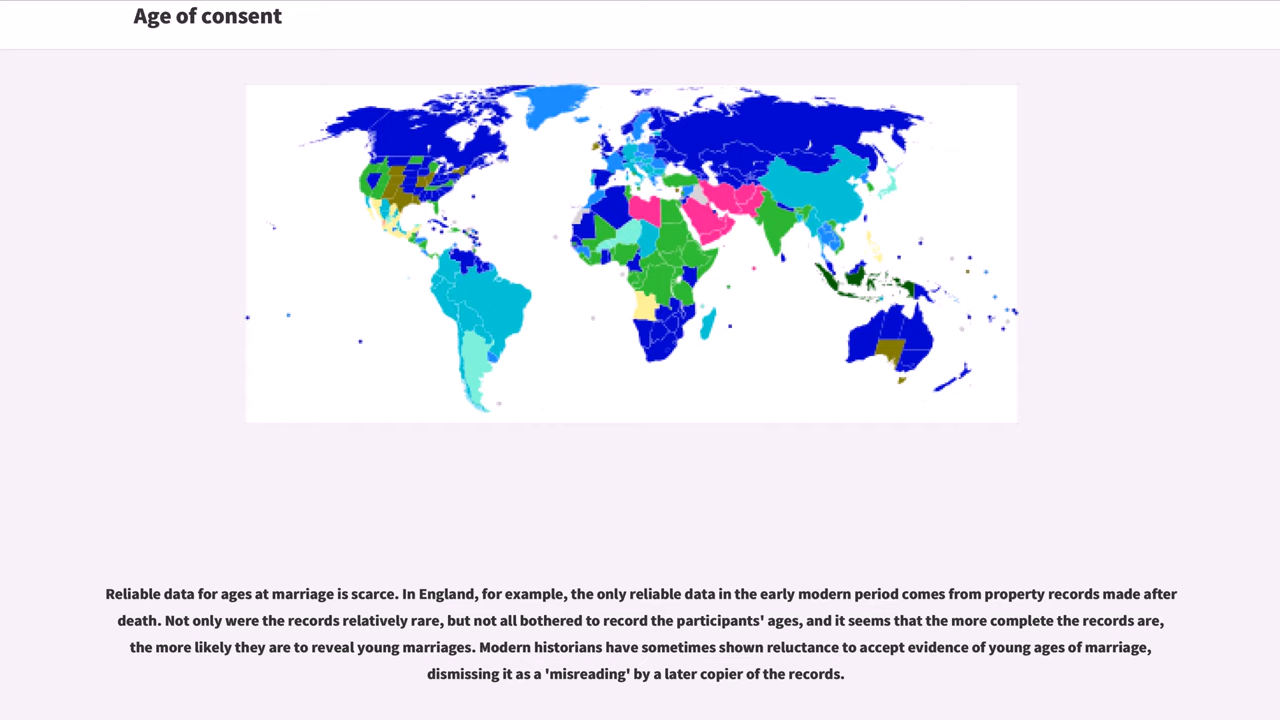 Age of consent
Reliable data for ages at marriage is scarce. In England, for example, the only reliable data in the early modern period comes from property records made after
death. Not only were the records relatively rare, but not all bothered to record the participants' ages, and it seems that the more complete the records are,
the more likely they are to reveal young marriages. Modern historians have sometimes shown reluctance to accept evidence of young ages of marriage,
dismissing it as a 'misreading' by a later copier of the records.